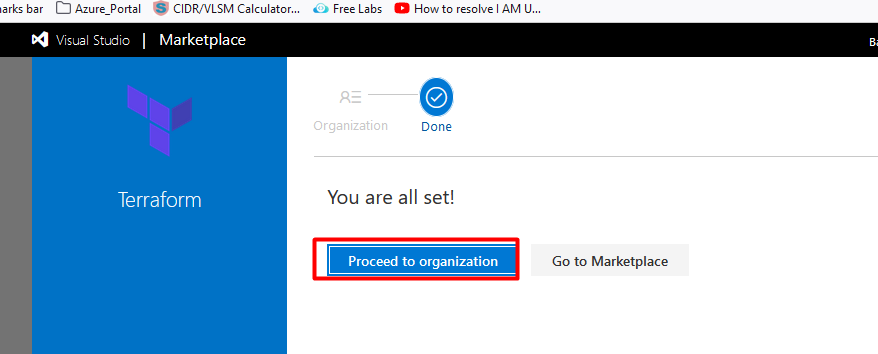 arks bar Azure_Portal CIDR/VLSM Calculator... Free Labs How to resolve I AM U...
Visual Studio | Marketplace
Ba
Organization Done
Terraform
You are all set!
Proceed to organization Go to Marketplace